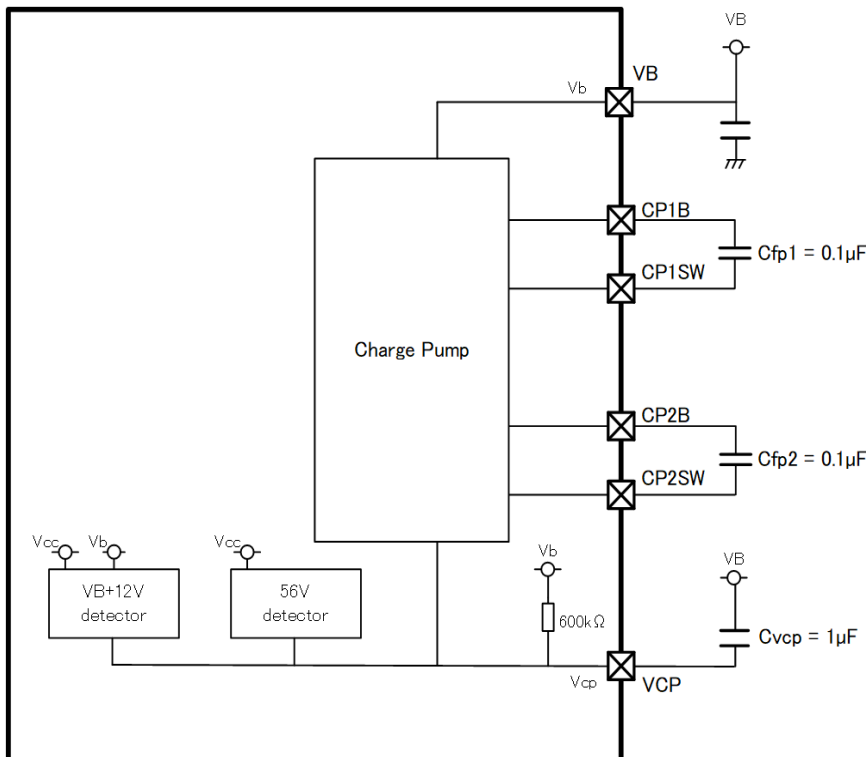 VB
VB
Vb
CP1B
Cfp1 = 0.1μF
CP1SW
Charge Pump
CP2B
Cfp2 = 0.1μF
CP2SW
Vcc
Vb
Vcc
Vb
VB
VB+12V
detector
56V
detector
600kΩ
Cvcp = 1μF
Vcp
VCP